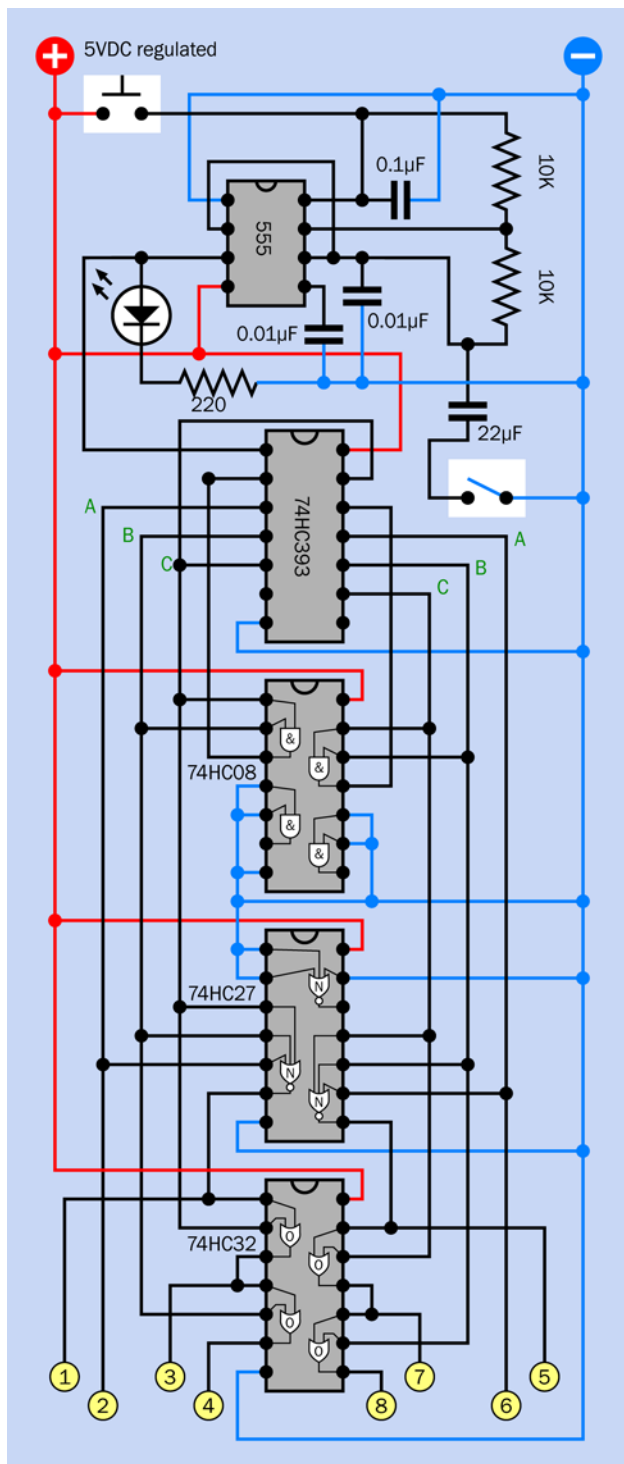 +
5VDC regulated
−
0.1µF
10K
555
10K
0.01µF
0.01µF
220
22µF
74HC393
A
B
C
A
B
C
&
&
74HC08
&
&
N
74HC27
N
N
74HC32
O
O
O
O
1
2
3
4
8
7
6
5